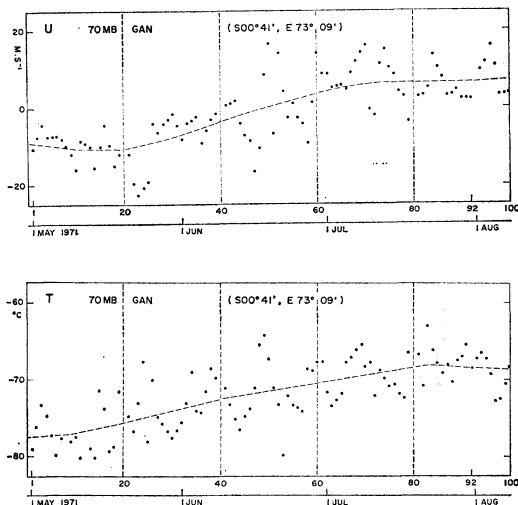 U 70 MB GAN (S00°41', E 73° 09')
20
M.S⁻¹
0
-20
1 20 40 60 80 92 100
1 MAY 1971 1 JUN 1 JUL 1 AUG
T 70 MB GAN (S00°41', E 73° 09')
-60
°C
-70
-80
1 20 40 60 80 92 100
1 MAY 1971 1 JUN 1 JUL 1 AUG